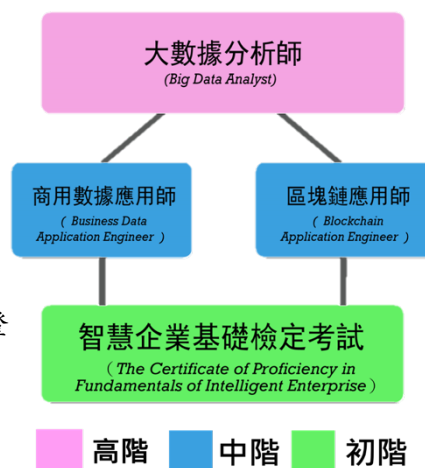 大數據分析師
(Big Data Analyst)
商用數據應用師
( Business Data
Application Engineer )
區塊鏈應用師
( Blockchain
Application Engineer )
智慧企業基礎檢定考試
(The Certificate of Proficiency in
Fundamentals of Intelligent Enterprise)
高階 中階 初階